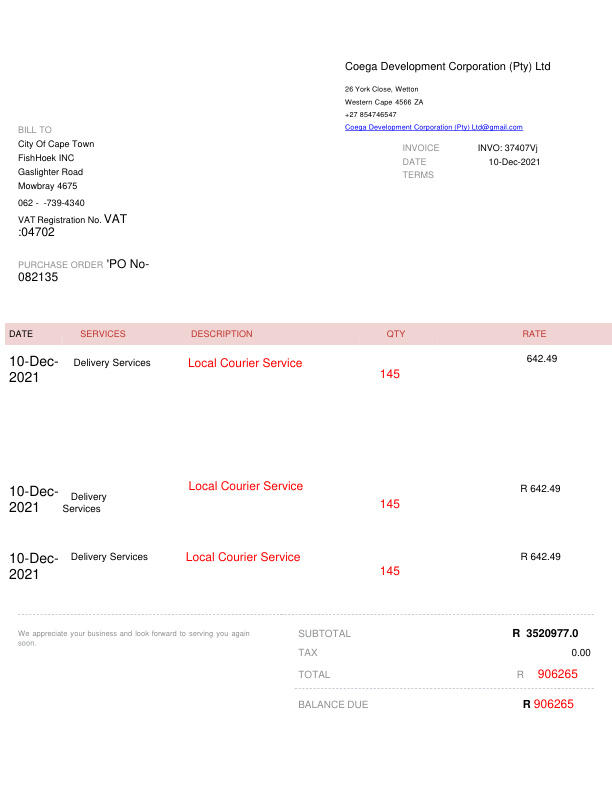 Coega Development Corporation (Pty) Ltd
26 York Close, Wetton
Western Cape 4566 ZA
+27 854746547
Coega Development Corporation (Pty) Ltd@gmail.com
BILL TO
City Of Cape Town
FishHoek INC
Gaslighter Road
Mowbray 4675
062 -  -739-4340
VAT Registration No. VAT
:04702
INVOICE INVO: 37407Vj
DATE 10-Dec-2021
TERMS
PURCHASE ORDER 'PO No-
082135
DATE SERVICES DESCRIPTION QTY RATE
10-Dec-
2021 Delivery Services Local Courier Service 145 642.49
10-Dec-
2021 Delivery
Services Local Courier Service 145 R 642.49
10-Dec-
2021 Delivery Services Local Courier Service 145 R 642.49
We appreciate your business and look forward to serving you again
soon.
SUBTOTAL R 3520977.0
TAX 0.00
TOTAL R 906265
BALANCE DUE R 906265